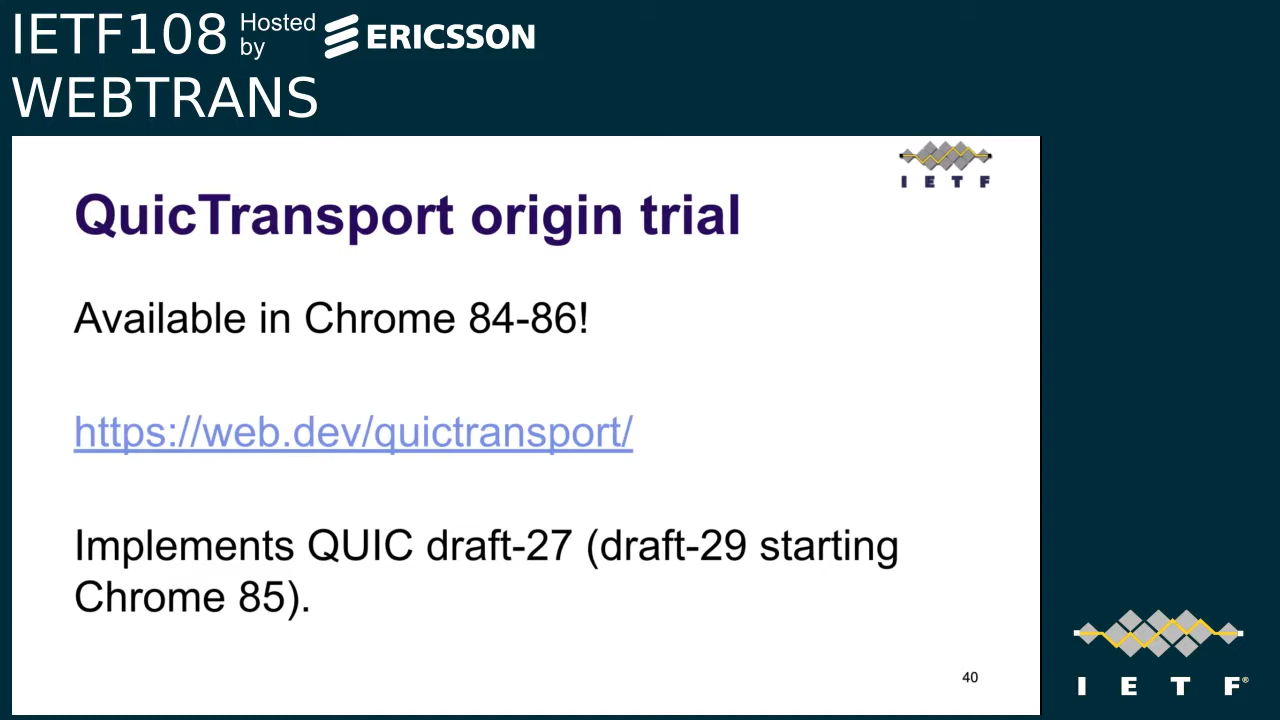 IETF108 Hosted by ERICSSON
WEBTRANS
I E T F
QuicTransport origin trial
Available in Chrome 84-86!
https://web.dev/quictransport/
Implements QUIC draft-27 (draft-29 starting
Chrome 85).
40
I E T F®